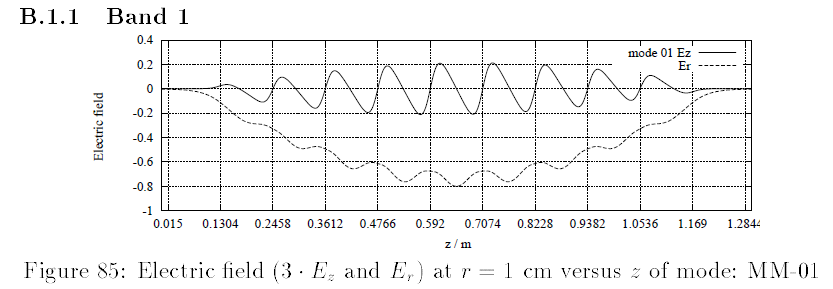 B.1.1 Band 1
0.4
0.2
0
-0.2
-0.4
-0.6
-0.8
-1
Electric field
mode 01 Ez
Er
0.015 0.1304 0.2458 0.3612 0.4766 0.592 0.7074 0.8228 0.9382 1.0536 1.169 1.2844
z / m
Figure 85: Electric field (3 · E_z and E_r) at r = 1 cm versus z of mode: MM-01